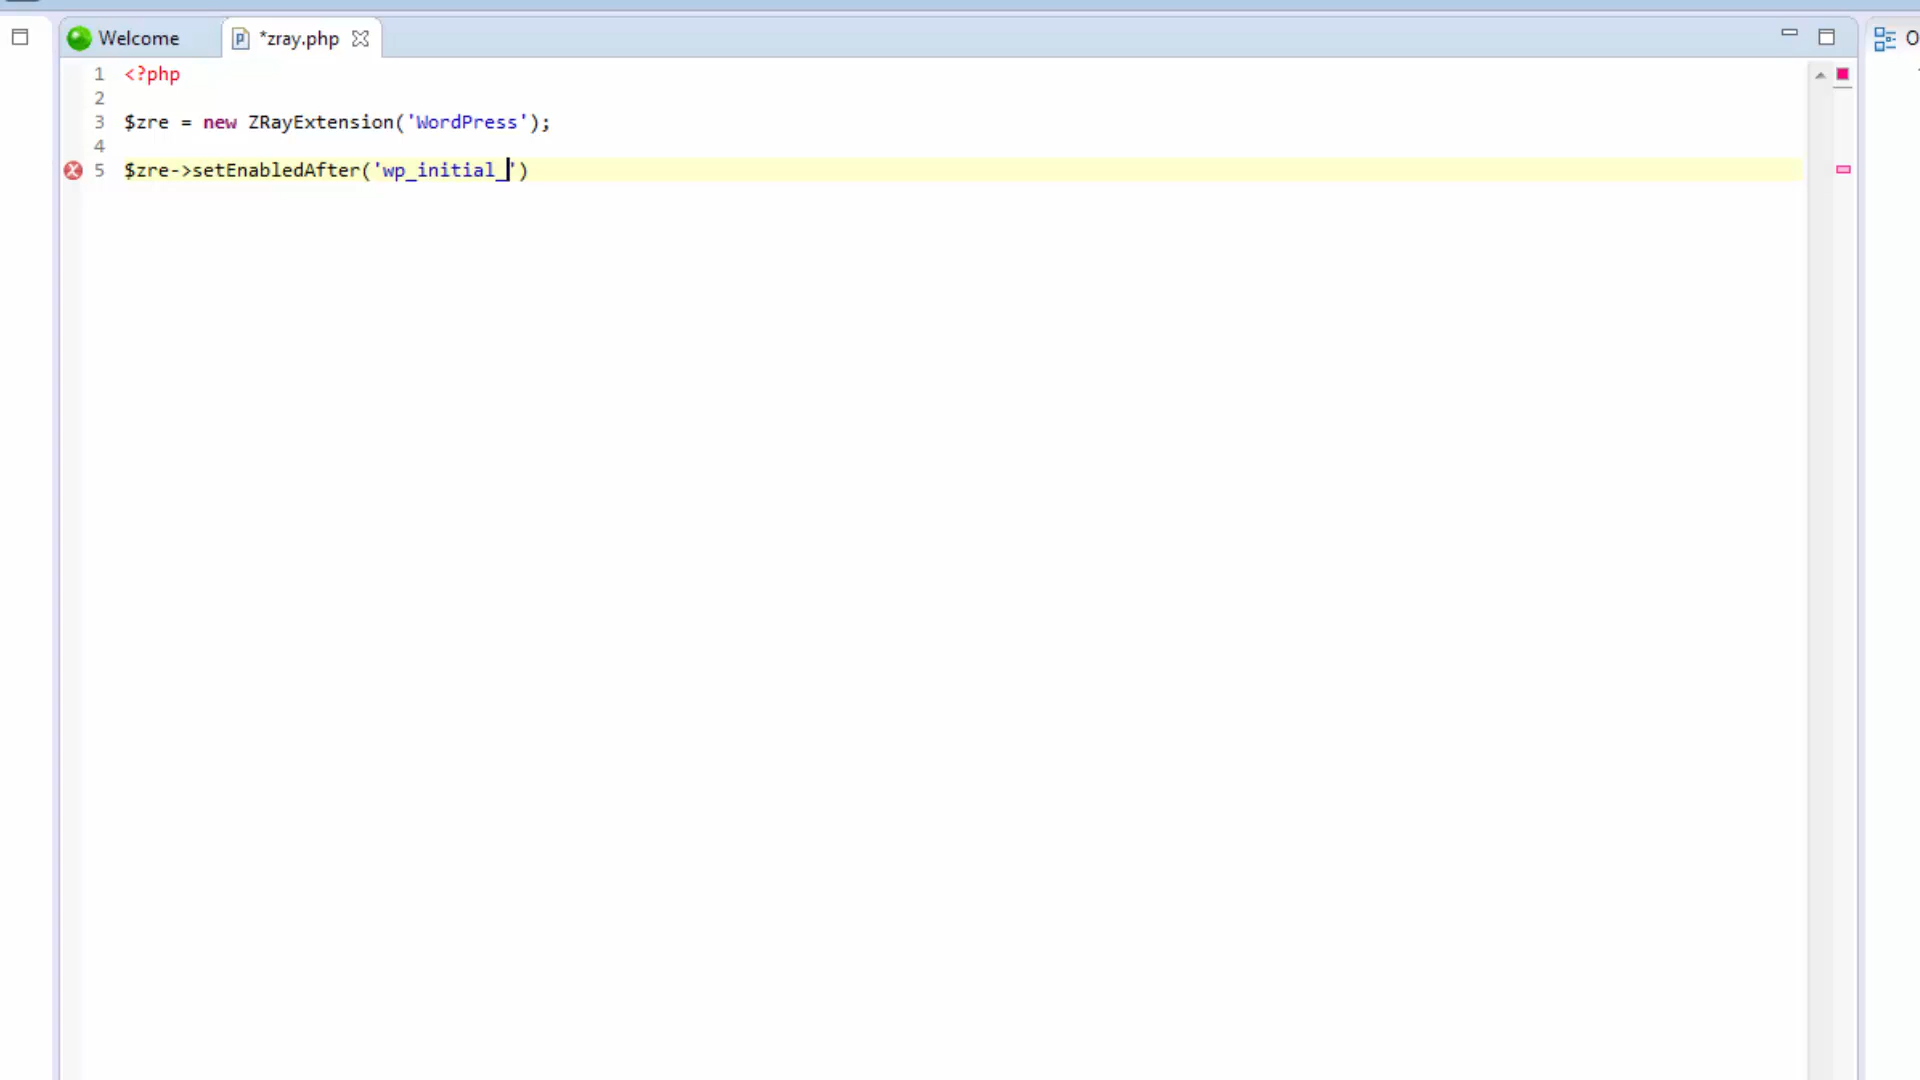 Welcome
*zray.php
O
1 <?php
2
3 $zre = new ZRayExtension('WordPress');
4
5 $zre->setEnabledAfter('wp_initial_')